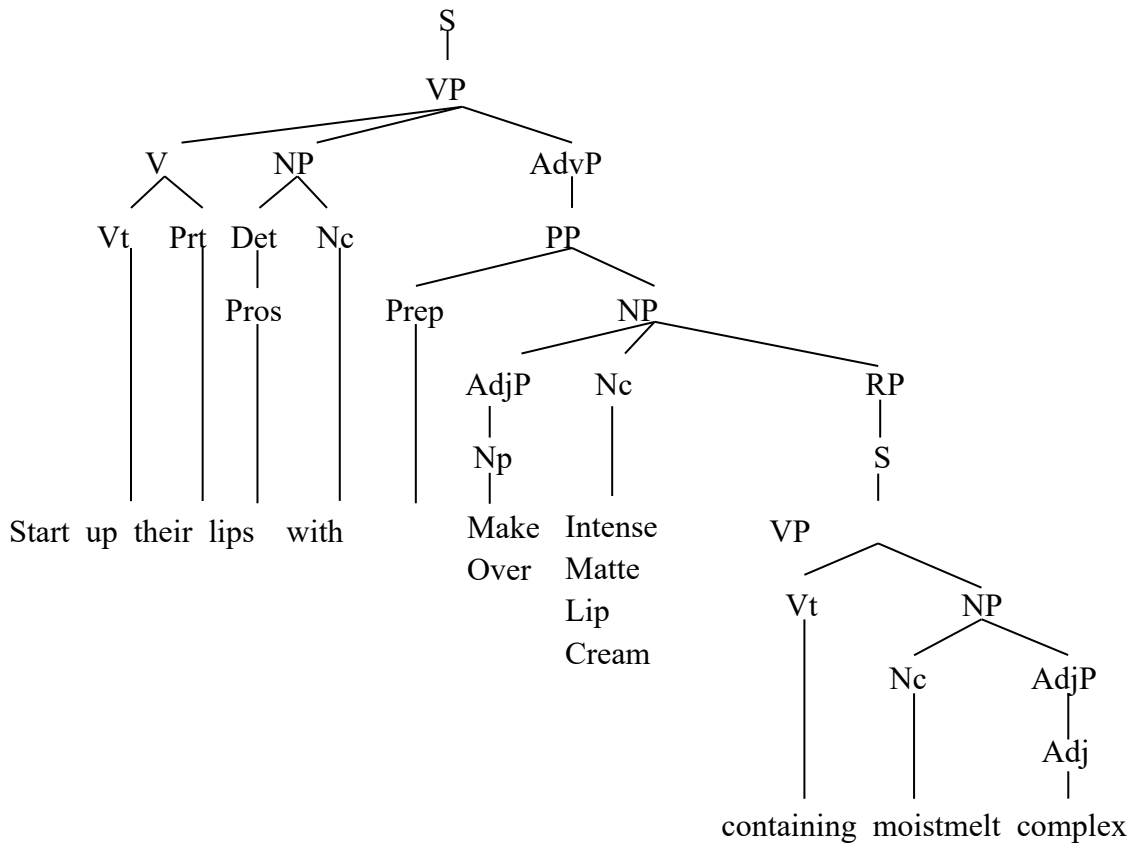 S
VP
V NP AdvP
Vt Prt Det Nc PP
Pros Prep NP
AdjP Nc RP
Np S
Start up their lips with Make Intense VP
Over Matte
Lip Vt NP
Cream
Nc AdjP
Adj
containing moistmelt complex